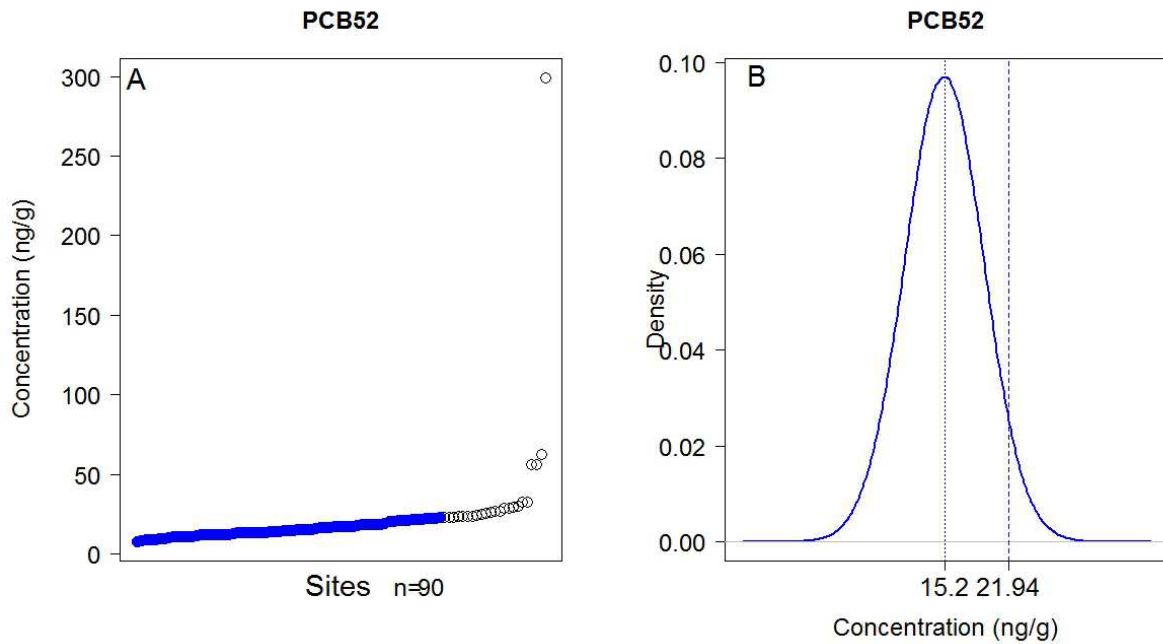 PCB52
A
300
250
200
150
100
50
0
Concentration (ng/g)
Sites n=90
PCB52
B
0.10
0.08
0.06
0.04
0.02
0.00
Density
15.2 21.94
Concentration (ng/g)